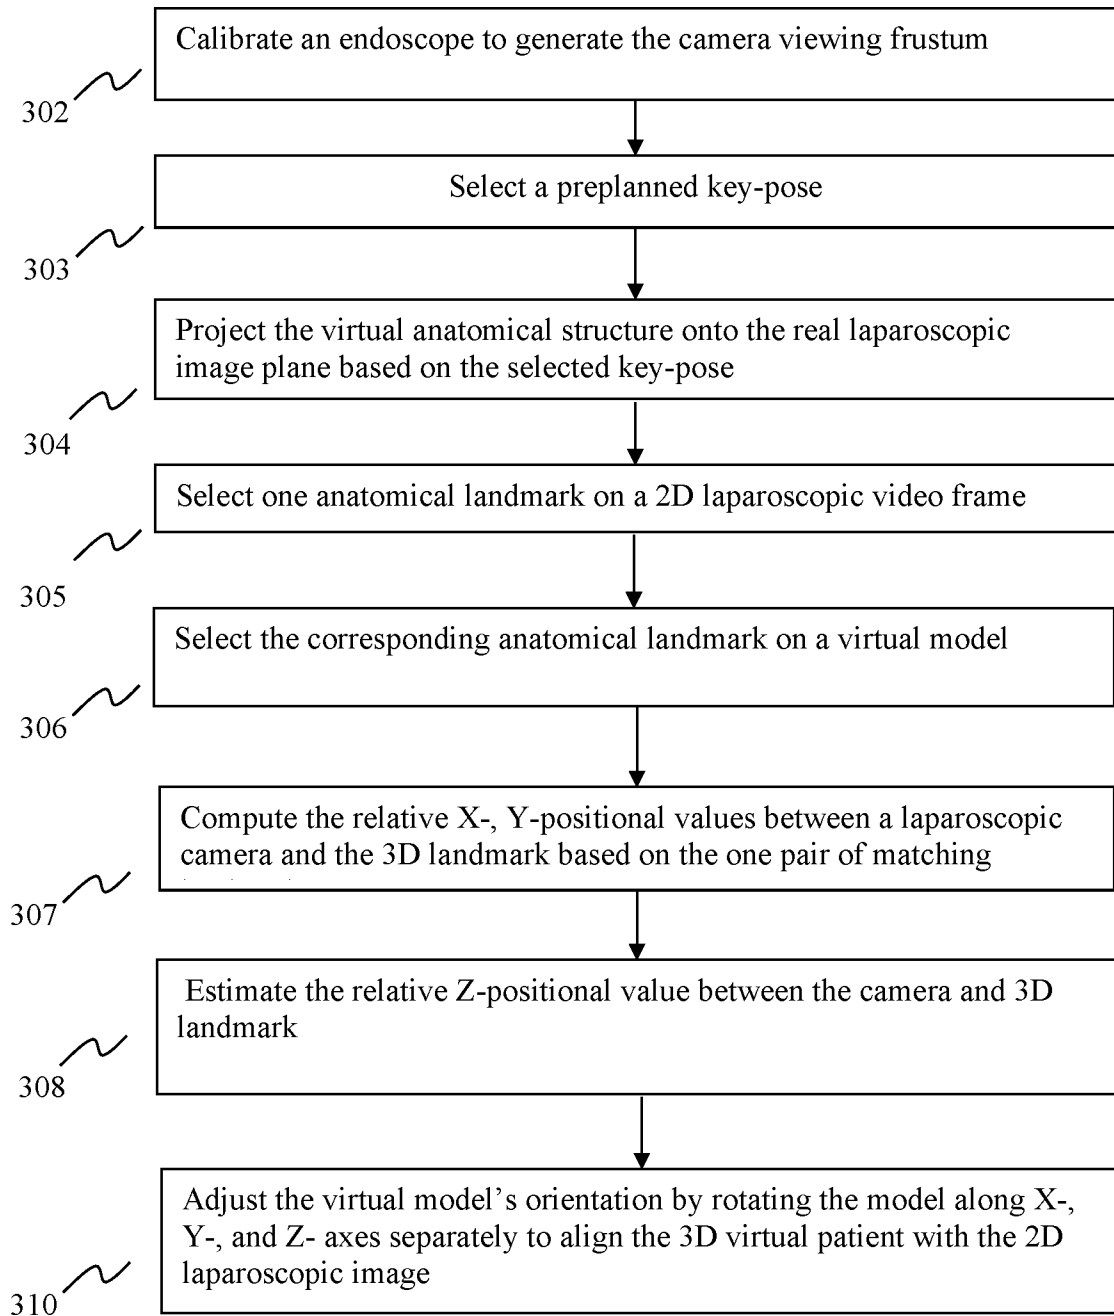 Calibrate an endoscope to generate the camera viewing frustum
302
Select a preplanned key-pose
303
Project the virtual anatomical structure onto the real laparoscopic
image plane based on the selected key-pose
304
Select one anatomical landmark on a 2D laparoscopic video frame
305
Select the corresponding anatomical landmark on a virtual model
306
Compute the relative X-, Y-positional values between a laparoscopic
camera and the 3D landmark based on the one pair of matching
307
Estimate the relative Z-positional value between the camera and 3D
landmark
308
Adjust the virtual model’s orientation by rotating the model along X-,
Y-, and Z- axes separately to align the 3D virtual patient with the 2D
laparoscopic image
310